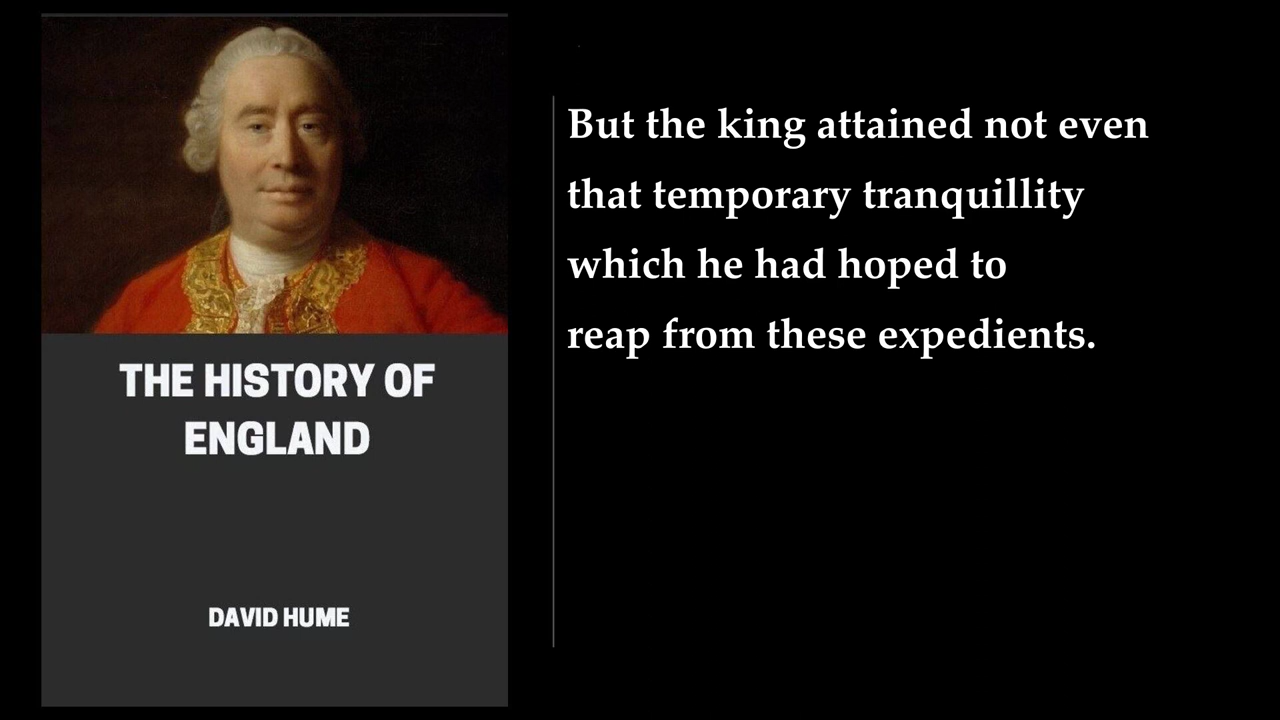 THE HISTORY OF
ENGLAND
DAVID HUME
But the king attained not even
that temporary tranquillity
which he had hoped to
reap from these expedients.